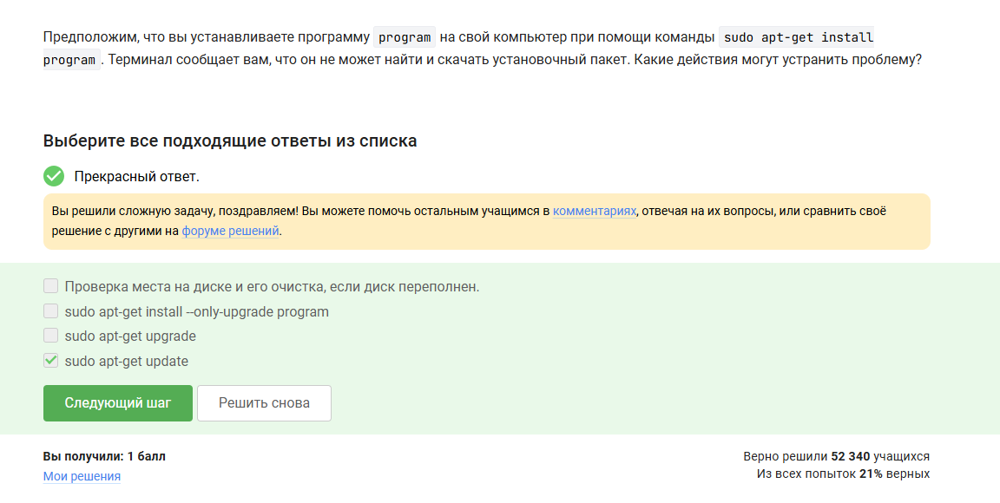 Предположим, что вы устанавливаете программу program на свой компьютер при помощи команды sudo apt-get install
program. Терминал сообщает вам, что он не может найти и скачать установочный пакет. Какие действия могут устранить проблему?
Выберите все подходящие ответы из списка
Прекрасный ответ.
Вы решили сложную задачу, поздравляем! Вы можете помочь остальным учащимся в комментариях, отвечая на их вопросы, или сравнить своё
решение с другими на форуме решений.
Проверка места на диске и его очистка, если диск переполнен.
sudo apt-get install --only-upgrade program
sudo apt-get upgrade
sudo apt-get update
Следующий шаг Решить снова
Вы получили: 1 балл Верно решили 52 340 учащихся
Мои решения Из всех попыток 21% верных